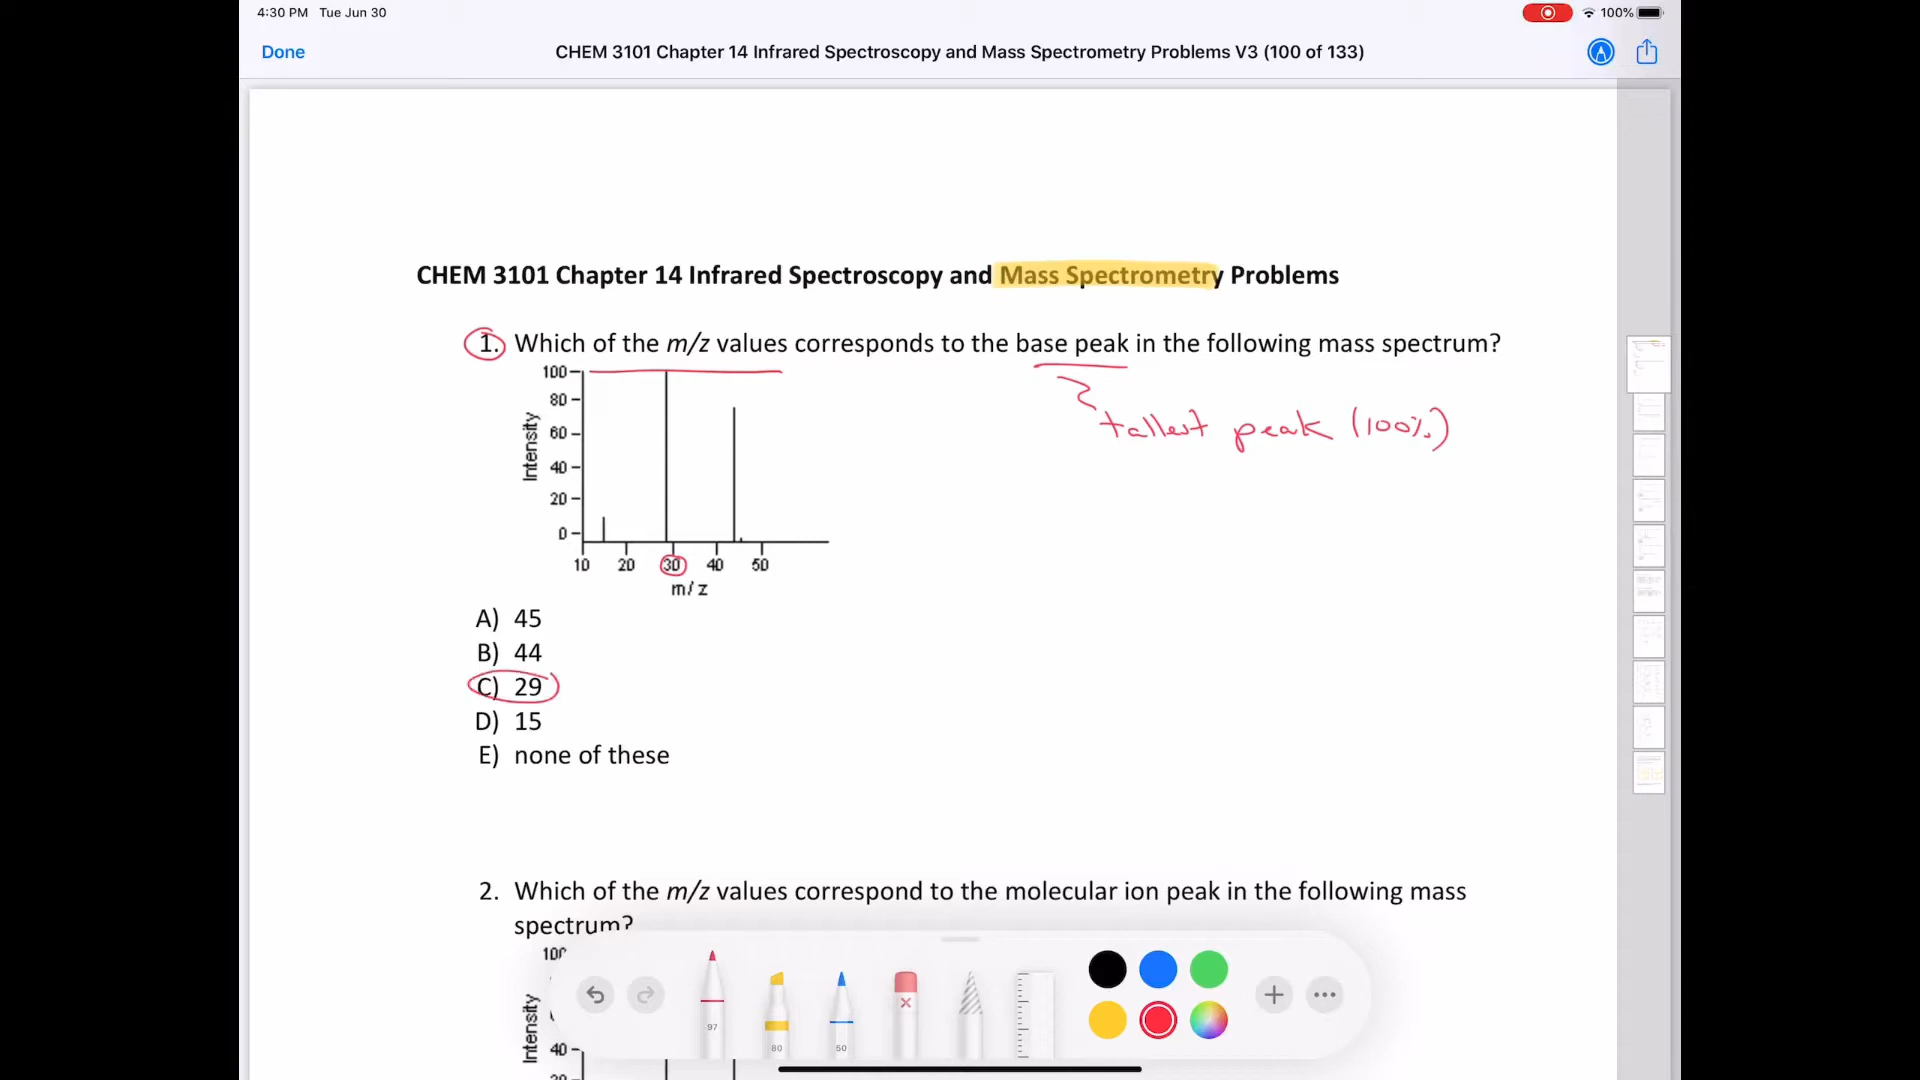 4:30 PM Tue Jun 30
100%
Done
CHEM 3101 Chapter 14 Infrared Spectroscopy and Mass Spectrometry Problems V3 (100 of 133)
CHEM 3101 Chapter 14 Infrared Spectroscopy and Mass Spectrometry Problems
1. Which of the m/z values corresponds to the base peak in the following mass spectrum?
tallest peak (100%)
100
80
60
40
20
0
Intensity
10 20 30 40 50
m/z
A) 45
B) 44
C) 29
D) 15
E) none of these
2. Which of the m/z values correspond to the molecular ion peak in the following mass
spectrum?
Intensity
40
97
80
50